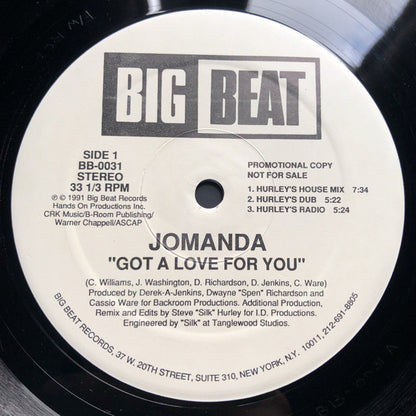 BIG BEAT
SIDE 1
BB-0031
STEREO
33 1/3 RPM
℗ © 1991 Big Beat Records
Hands On Productions Inc.
CRK Music/B-Room Publishing/
Warner Chappell/ASCAP
PROMOTIONAL COPY
NOT FOR SALE
1. HURLEY'S HOUSE MIX 7:34
2. HURLEY'S DUB 5:22
3. HURLEY'S RADIO 5:24
JOMANDA
"GOT A LOVE FOR YOU"
(C. Williams, J. Washington, D. Richardson, D. Jenkins, C. Ware)
Produced by Derek-A-Jenkins, Dwayne "Spen" Richardson and
Cassio Ware for Backroom Productions. Additional Production,
Remix and Edits by Steve "Silk" Hurley for I.D. Productions.
Engineered by "Silk" at Tanglewood Studios.
BIG BEAT RECORDS, 37 W. 20TH STREET, SUITE 310, NEW YORK, N.Y. 10011, 212-691-8805